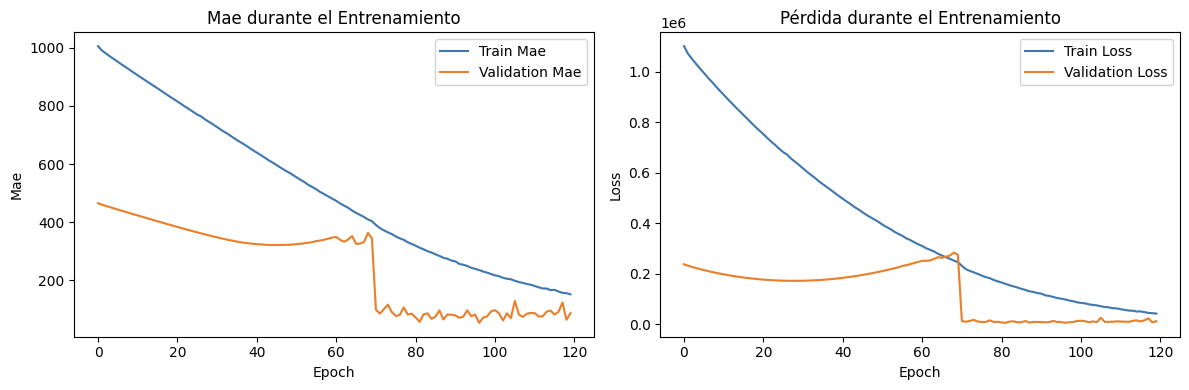 Mae durante el Entrenamiento
1000
800
600
400
200
Mae
0
20
40
60
80
100
120
Epoch
Train Mae
Validation Mae
Pérdida durante el Entrenamiento
1e6
1.0
0.8
0.6
0.4
0.2
0.0
Loss
0
20
40
60
80
100
120
Epoch
Train Loss
Validation Loss